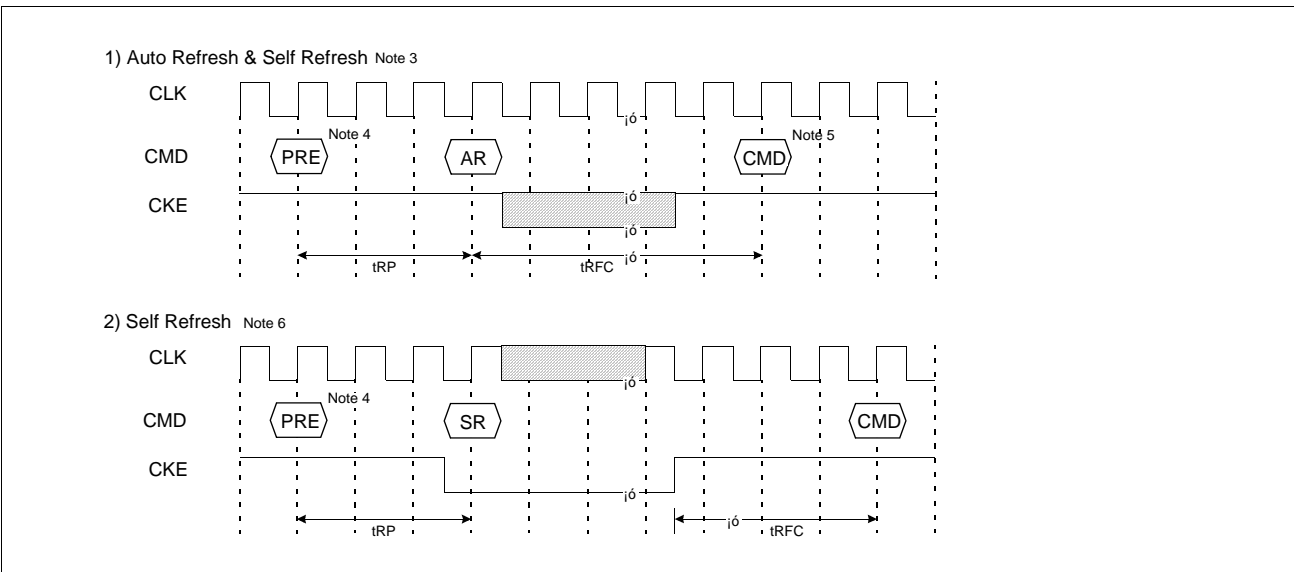 1) Auto Refresh & Self Refresh Note 3
CLK
¡ó
CMD
PRE
Note 4
AR
CMD
Note 5
CKE
¡ó
¡ó
tRP
tRFC
¡ó
2) Self Refresh Note 6
CLK
¡ó
CMD
PRE
Note 4
SR
CMD
CKE
¡ó
tRP
¡ó
tRFC